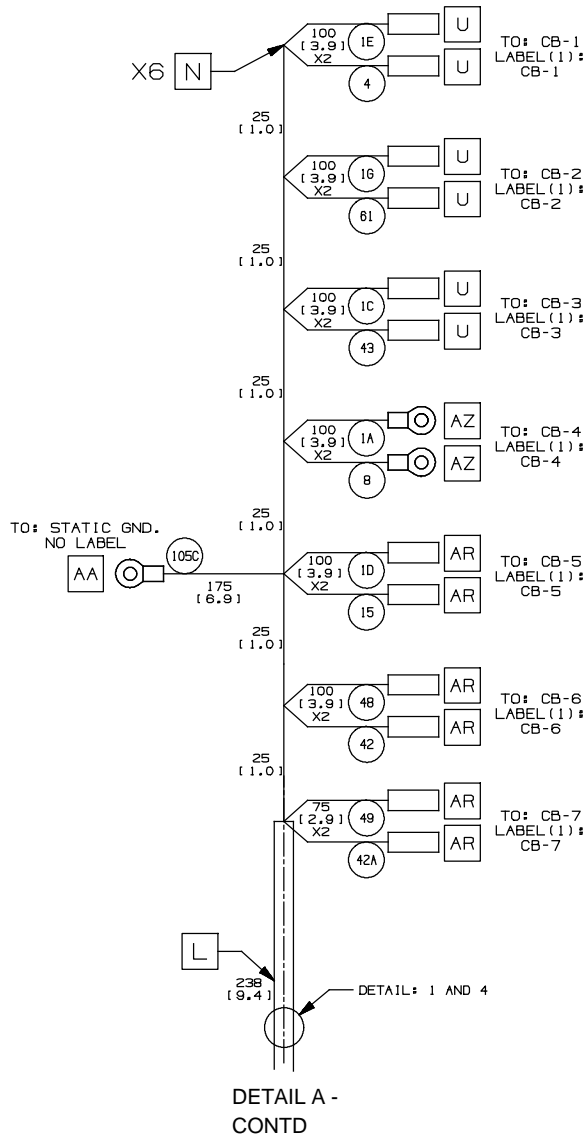 100
[3.9]
X2
1E
4
U
U
TO: CB-1
LABEL(1):
CB-1
X6 N
25
[1.0]
100
[3.9]
X2
1G
61
U
U
TO: CB-2
LABEL(1):
CB-2
25
[1.0]
100
[3.9]
X2
1C
43
U
U
TO: CB-3
LABEL(1):
CB-3
25
[1.0]
100
[3.9]
X2
1A
8
AZ
AZ
TO: CB-4
LABEL(1):
CB-4
25
[1.0]
TO: STATIC GND.
NO LABEL
AA
105C
175
[6.9]
100
[3.9]
X2
1D
15
AR
AR
TO: CB-5
LABEL(1):
CB-5
25
[1.0]
100
[3.9]
X2
48
42
AR
AR
TO: CB-6
LABEL(1):
CB-6
25
[1.0]
75
[2.9]
X2
49
42A
AR
AR
TO: CB-7
LABEL(1):
CB-7
L
238
[9.4]
DETAIL: 1 AND 4
DETAIL A -
CONTD